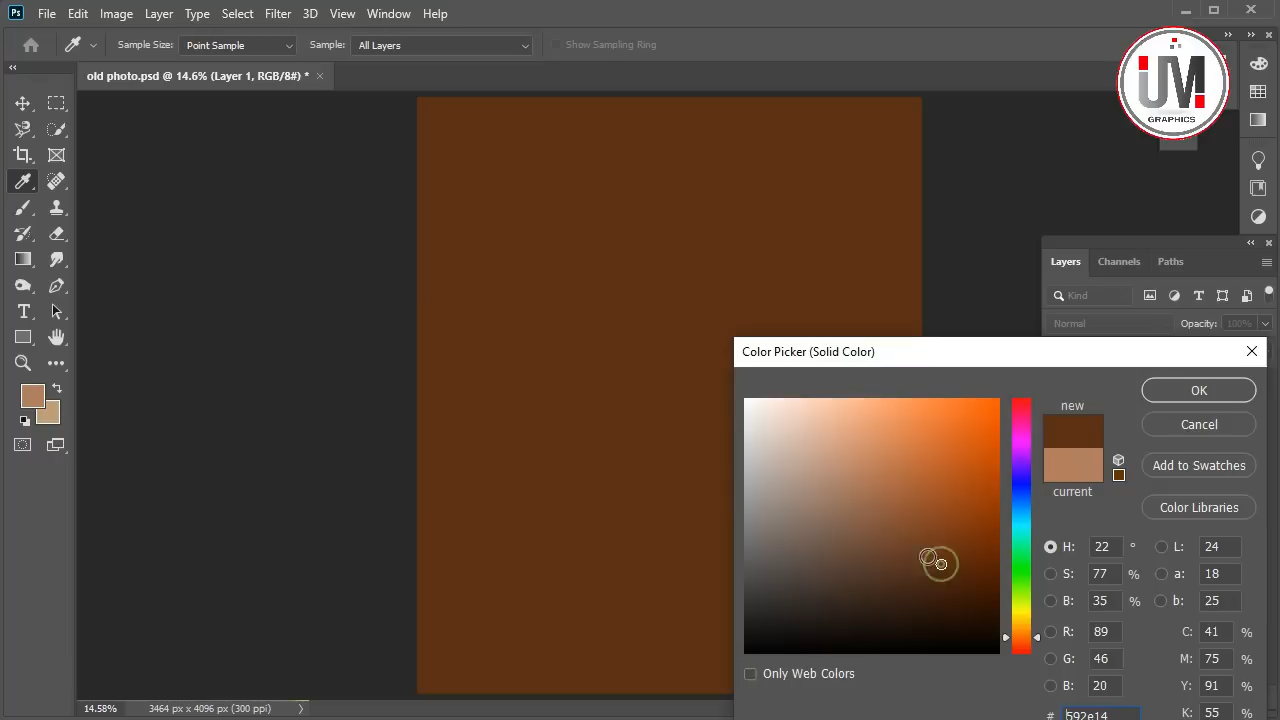 Ps File Edit Image Layer Type Select Filter 3D View Window Help
Sample Size: Point Sample Sample: All Layers Show Sampling Ring
old photo.psd @ 14.6% (Layer 1, RGB/8#) *
UM
GRAPHICS
Layers Channels Paths
Kind
Normal Opacity: 100%
Color Picker (Solid Color)
new
current
OK
Cancel
Add to Swatches
Color Libraries
H: 22 ° L: 24
S: 77 % a: 18
B: 35 % b: 25
R: 89 C: 41 %
G: 46 M: 75 %
B: 20 Y: 91 %
# 592e14 K: 55 %
Only Web Colors
14.58% 3464 px x 4096 px (300 ppi)